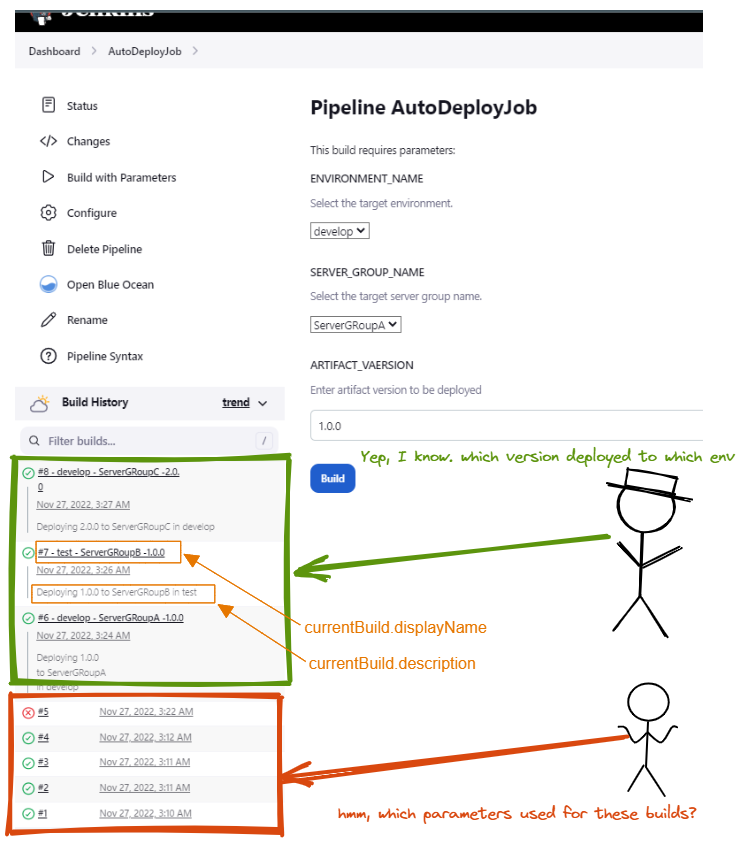 Jenkins
Dashboard > AutoDeployJob >
Status
Changes
Build with Parameters
Configure
Delete Pipeline
Open Blue Ocean
Rename
Pipeline Syntax
Build History
trend
Filter builds...
/
#8 - develop - ServerGRoupC -2.0.
0
Nov 27, 2022, 3:27 AM
Deploying 2.0.0 to ServerGRoupC in develop
#7 - test - ServerGRoupB -1.0.0
Nov 27, 2022, 3:26 AM
Deploying 1.0.0 to ServerGRoupB in test
#6 - develop - ServerGRoupA -1.0.0
Nov 27, 2022, 3:24 AM
Deploying 1.0.0
to ServerGRoupA
in develop
#5 Nov 27, 2022, 3:22 AM
#4 Nov 27, 2022, 3:12 AM
#3 Nov 27, 2022, 3:11 AM
#2 Nov 27, 2022, 3:11 AM
#1 Nov 27, 2022, 3:10 AM
Pipeline AutoDeployJob
This build requires parameters:
ENVIRONMENT_NAME
Select the target environment.
develop
SERVER_GROUP_NAME
Select the target server group name.
ServerGRoupA
ARTIFACT_VAERSION
Enter artifact version to be deployed
1.0.0
Build
Yep, I know. which version deployed to which env
currentBuild.displayName
currentBuild.description
hmm, which parameters used for these builds?